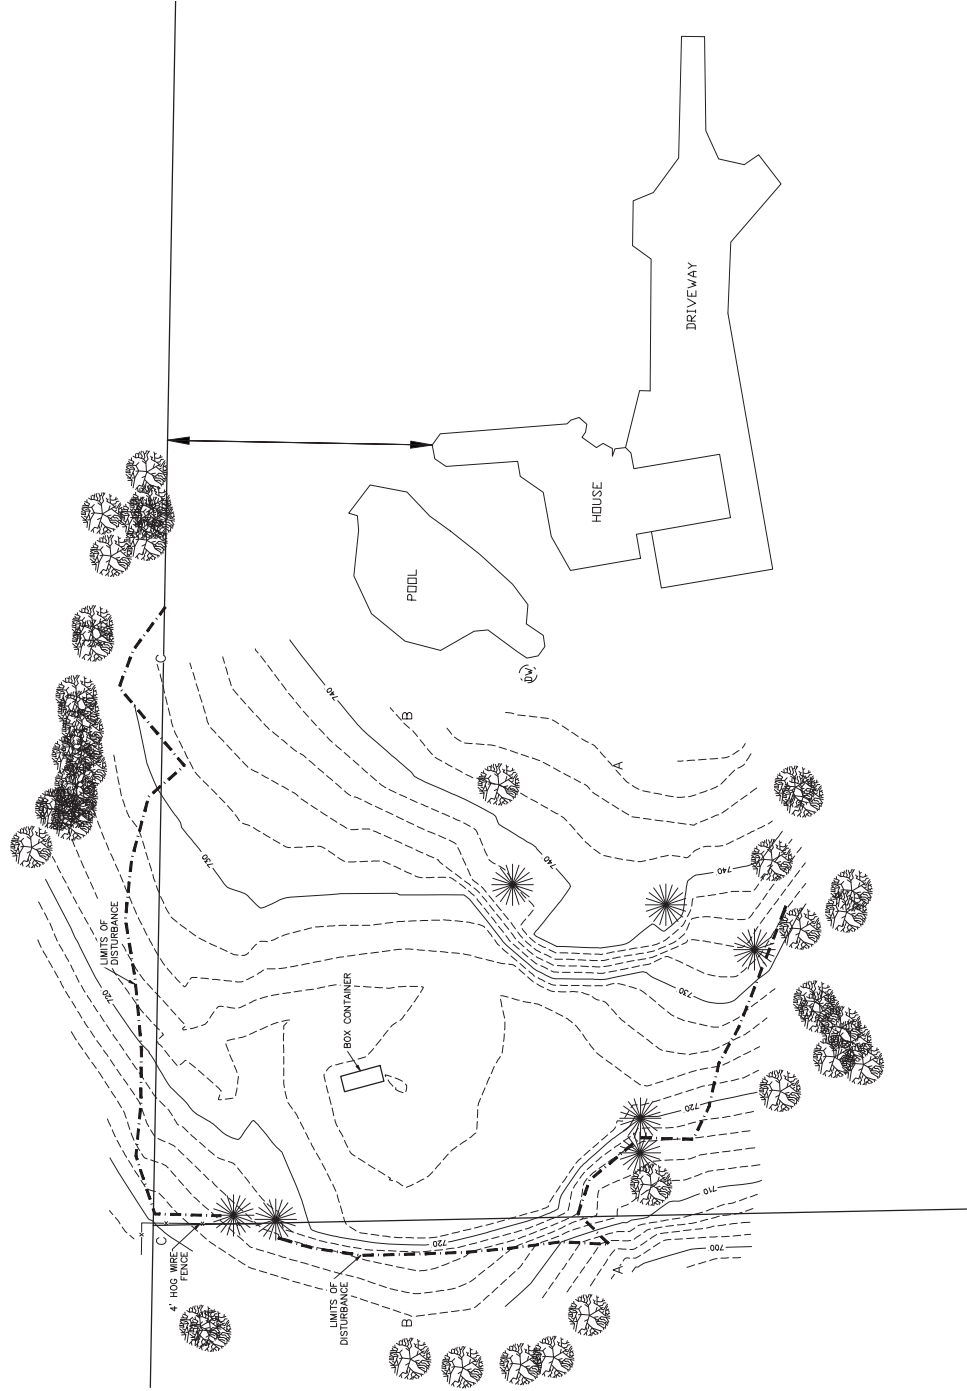 DRIVEWAY
HOUSE
POOL
DW
C
740
B
A
730
740
740
LIMITS OF
DISTURBANCE
720
BOX CONTAINER
730
720
710
700
720
C
4' HOG WIRE
FENCE
LIMITS OF
DISTURBANCE
B
A